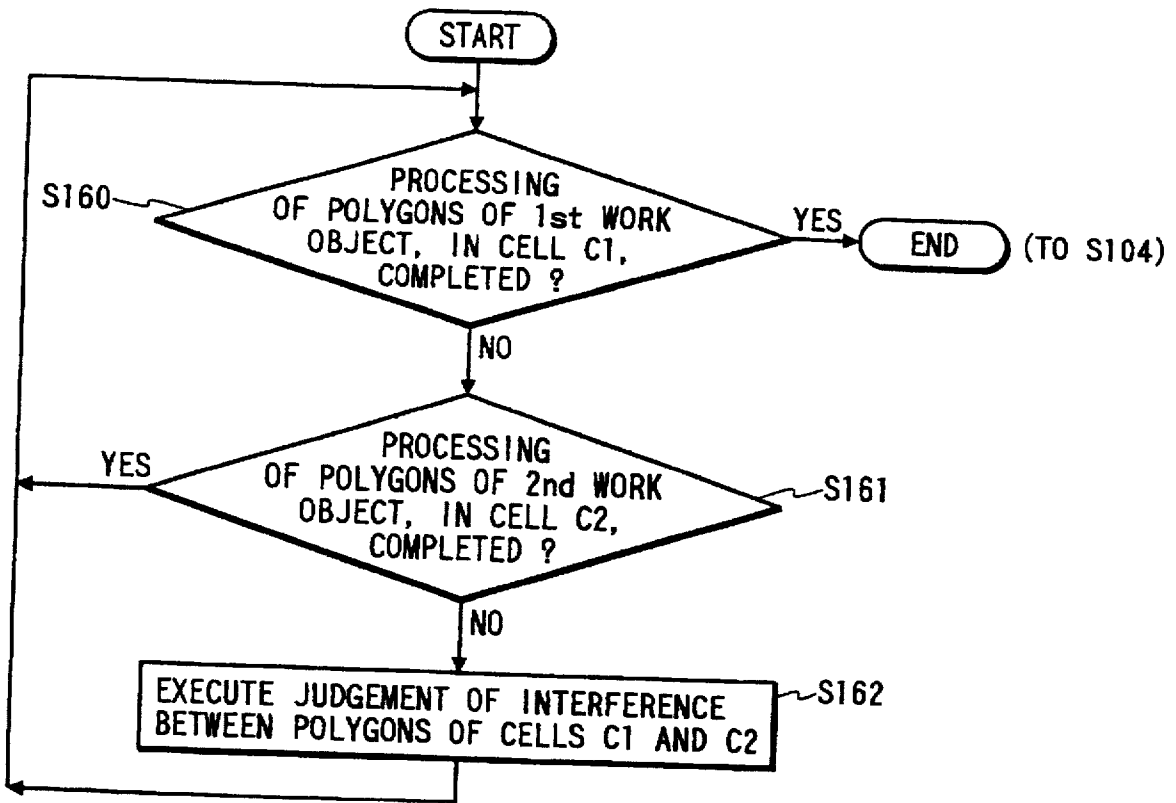 START
PROCESSING
OF POLYGONS OF 1st WORK
OBJECT, IN CELL C1,
COMPLETED ?
S160
YES
END
(TO S104)
NO
PROCESSING
OF POLYGONS OF 2nd WORK
OBJECT, IN CELL C2,
COMPLETED ?
YES
S161
NO
EXECUTE JUDGEMENT OF INTERFERENCE
BETWEEN POLYGONS OF CELLS C1 AND C2
S162